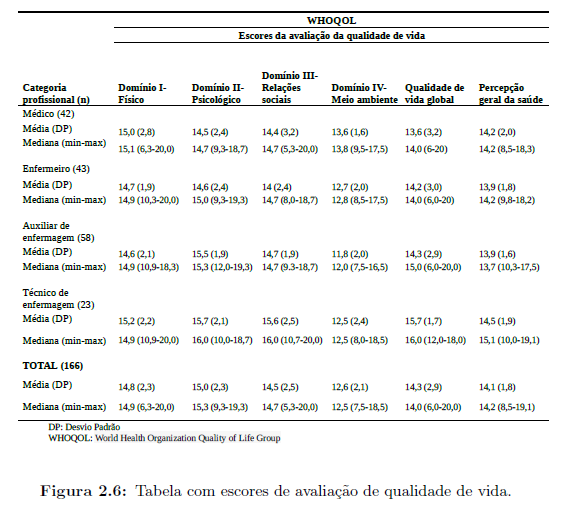 WHOQOL
Escores da avaliação da qualidade de vida
Categoria profissional (n) Domínio I- Físico Domínio II- Psicológico Domínio III- Relações sociais Domínio IV- Meio ambiente Qualidade de vida global Percepção geral da saúde
Médico (42)
Média (DP) 15,0 (2,8) 14,5 (2,4) 14,4 (3,2) 13,6 (1,6) 13,6 (3,2) 14,2 (2,0)
Mediana (min-max) 15,1 (6,3-20,0) 14,7 (9,3-18,7) 14,7 (5,3-20,0) 13,8 (9,5-17,5) 14,0 (6-20) 14,2 (8,5-18,3)
Enfermeiro (43)
Média (DP) 14,7 (1,9) 14,6 (2,4) 14 (2,4) 12,7 (2,0) 14,2 (3,0) 13,9 (1,8)
Mediana (min-max) 14,9 (10,3-20,0) 15,0 (9,3-19,3) 14,7 (8,0-18,7) 12,8 (8,5-17,5) 14,0 (6,0-20) 14,2 (9,8-18,2)
Auxiliar de
enfermagem (58)
Média (DP) 14,6 (2,1) 15,5 (1,9) 14,7 (1,9) 11,8 (2,0) 14,3 (2,9) 13,9 (1,6)
Mediana (min-max) 14,9 (10,9-18,3) 15,3 (12,0-19,3) 14,7 (9.3-18,7) 12,0 (7,5-16,5) 15,0 (6,0-20,0) 13,7 (10,3-17,5)
Técnico de
enfermagem (23)
Média (DP) 15,2 (2,2) 15,7 (2,1) 15,6 (2,5) 12,5 (2,4) 15,7 (1,7) 14,5 (1,9)
Mediana (min-max) 14,9 (10,9-20,0) 16,0 (10,0-18,7) 16,0 (10,7-20,0) 12,5 (8,0-18,5) 16,0 (12,0-18,0) 15,1 (10,0-19,1)
TOTAL (166)
Média (DP) 14,8 (2,3) 15,0 (2,3) 14,5 (2,5) 12,6 (2,1) 14,3 (2,9) 14,1 (1,8)
Mediana (min-max) 14,9 (6,3-20,0) 15,3 (9,3-19,3) 14,7 (5,3-20,0) 12,5 (7,5-18,5) 14,0 (6,0-20,0) 14,2 (8,5-19,1)
DP: Desvio Padrão
WHOQOL: World Health Organization Quality of Life Group
Figura 2.6: Tabela com escores de avaliação de qualidade de vida.